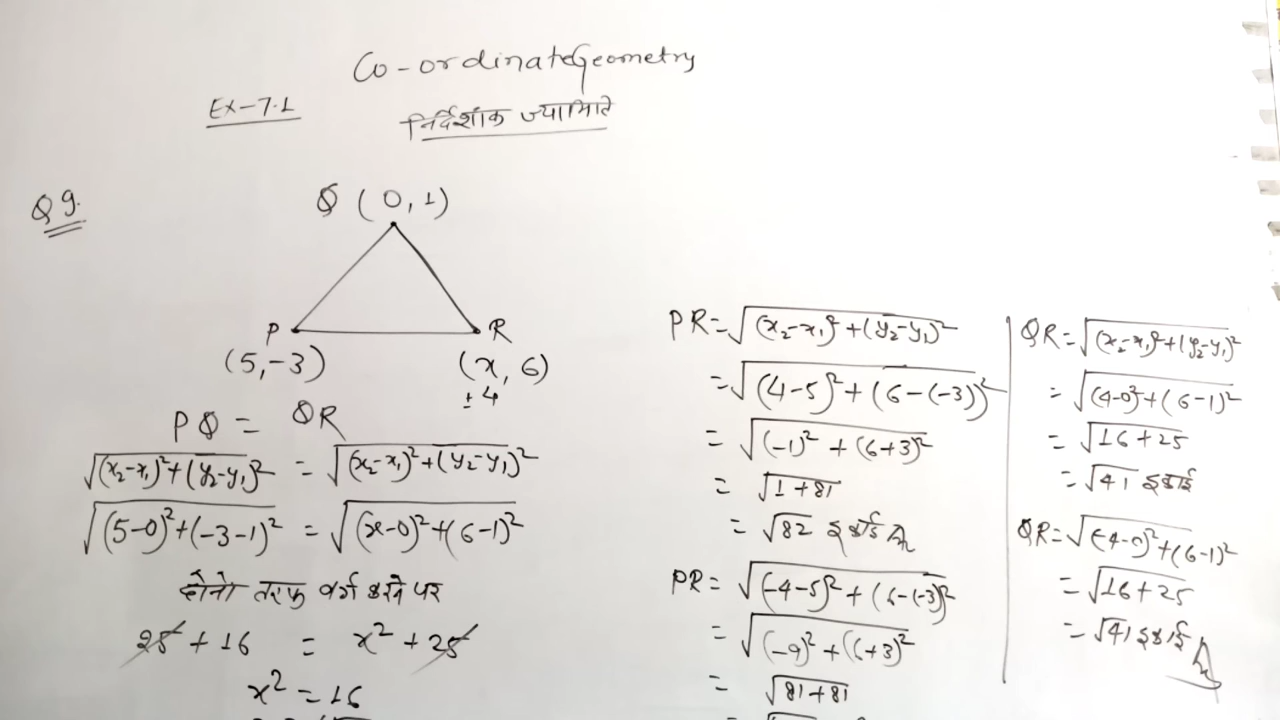 Co-ordinate Geometry
Ex-7.1
निर्देशांक ज्यामिति
Q9.
Q (0,1)
P
R
(5,-3)
(x, 6)
±4
PQ = QR
√(x₂-x₁)²+(y₂-y₁)² = √(x₂-x₁)²+(y₂-y₁)²
√(5-0)²+(-3-1)² = √(x-0)²+(6-1)²
दोनो तरफ वर्ग करने पर
25+16 = x²+25
x² = 16
PR = √(x₂-x₁)²+(y₂-y₁)²
= √(4-5)²+(6-(-3))²
= √(-1)²+(6+3)²
= √1+81
= √82 इकाई
PR = √(-4-5)²+(6-(-3)²
= √(-9)²+(6+3)²
= √81+81
QR = √(x₂-x₁)²+(y₂-y₁)²
= √(4-0)²+(6-1)²
= √16+25
= √41 इकाई
QR = √(-4-0)²+(6-1)²
= √16+25
= √41 इकाई